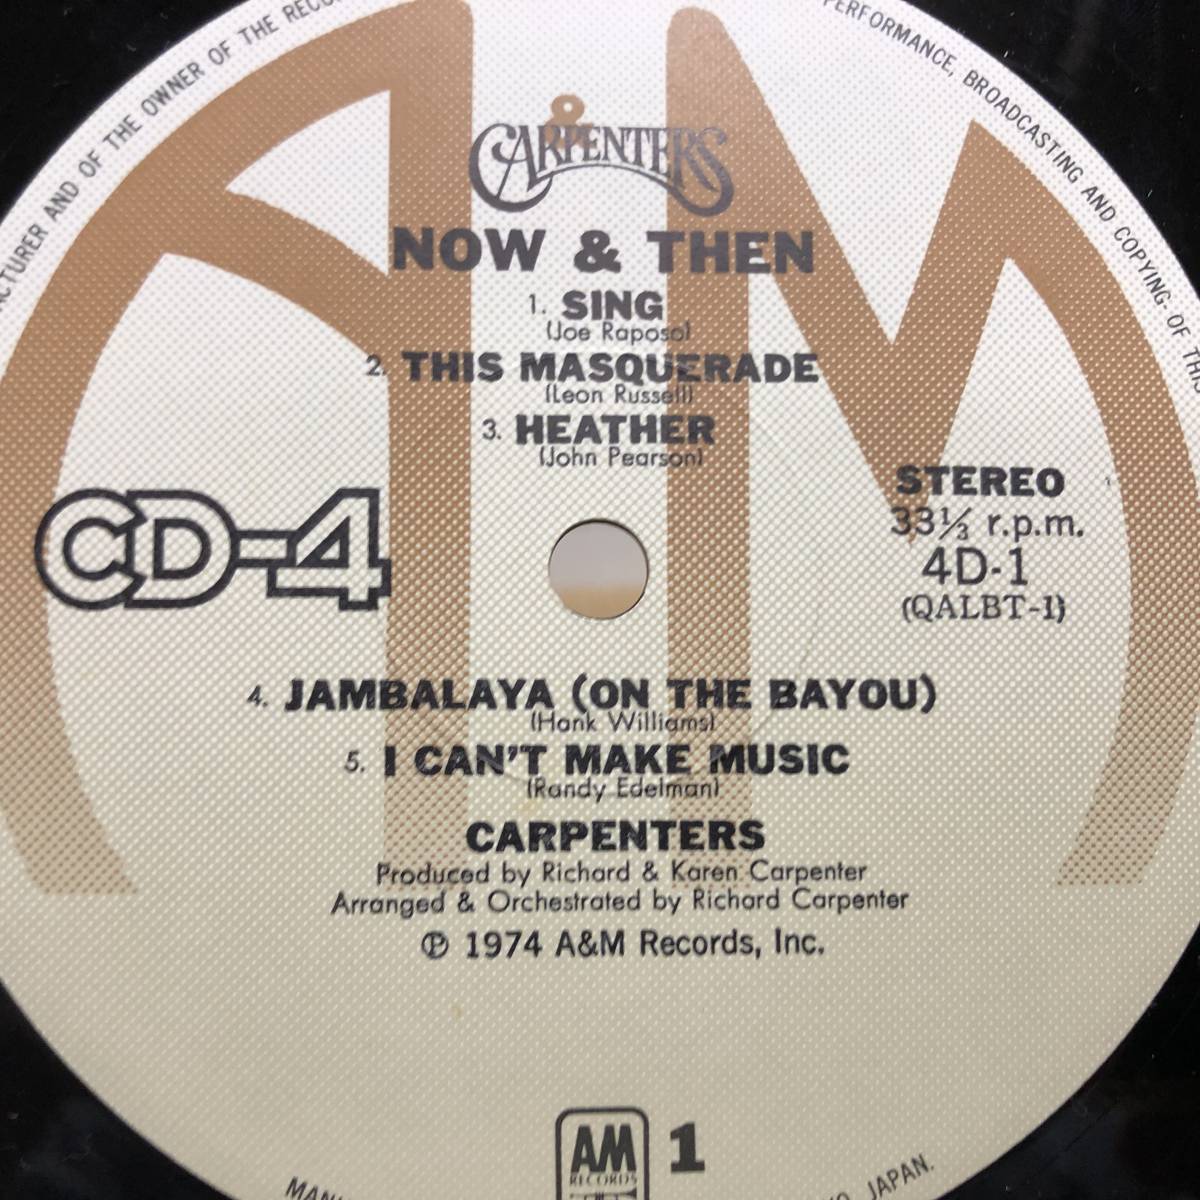 ACTURER AND OF THE OWNER OF THE
PERFORMANCE, BROADCASTING AND COPYING- OF THIS
CARPENTERS
NOW & THEN
1. SING
(Joe Raposo)
2. THIS MASQUERADE
(Leon Russell)
3. HEATHER
(John Pearson)
CD-4
STEREO
33⅓ r.p.m.
4D-1
(QALBT-1)
4. JAMBALAYA (ON THE BAYOU)
(Hank Williams)
5. I CAN'T MAKE MUSIC
(Randy Edelman)
CARPENTERS
Produced by Richard & Karen Carpenter
Arranged & Orchestrated by Richard Carpenter
Ⓟ 1974 A&M Records, Inc.
AM
RECORDS
1
JAPAN.